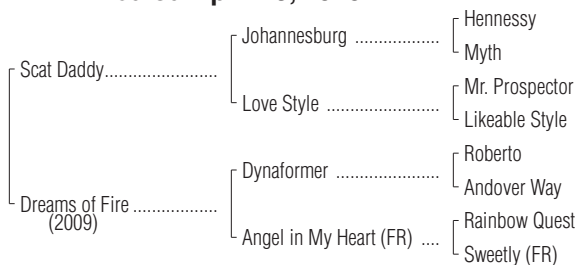 Hennessy
Johannesburg ...................
Myth
Scat Daddy.........................
Mr. Prospector
Love Style .........................
Likeable Style
Roberto
Dynaformer .......................
Andover Way
Dreams of Fire ...................
(2009)
Rainbow Quest
Angel in My Heart (FR) ....
Sweetly (FR)